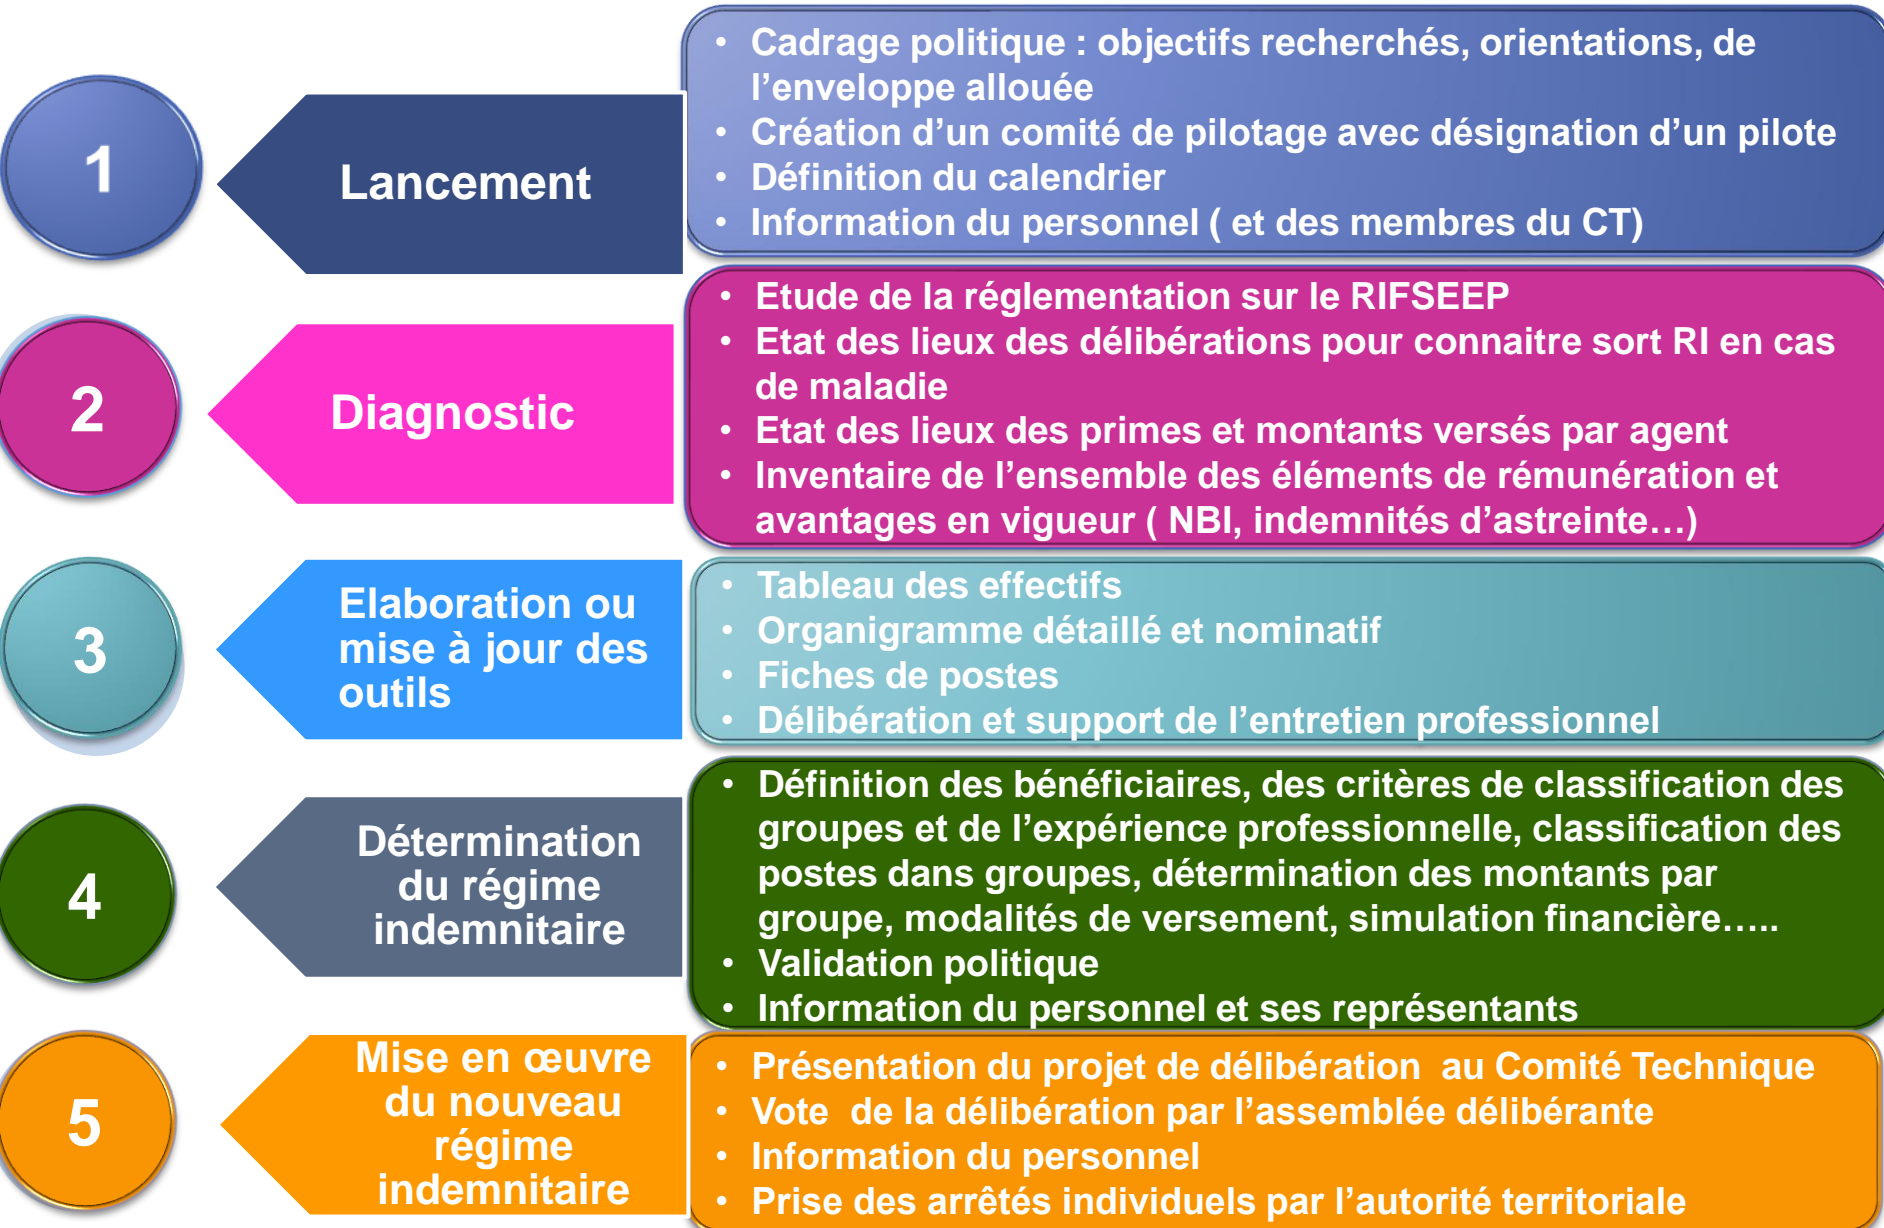 1
Lancement
• Cadrage politique : objectifs recherchés, orientations, de
l’enveloppe allouée
• Création d’un comité de pilotage avec désignation d’un pilote
• Définition du calendrier
• Information du personnel ( et des membres du CT)
2
Diagnostic
• Etude de la réglementation sur le RIFSEEP
• Etat des lieux des délibérations pour connaitre sort RI en cas
de maladie
• Etat des lieux des primes et montants versés par agent
• Inventaire de l’ensemble des éléments de rémunération et
avantages en vigueur ( NBI, indemnités d’astreinte…)
3
Elaboration ou
mise à jour des
outils
• Tableau des effectifs
• Organigramme détaillé et nominatif
• Fiches de postes
• Délibération et support de l’entretien professionnel
4
Détermination
du régime
indemnitaire
• Définition des bénéficiaires, des critères de classification des
groupes et de l’expérience professionnelle, classification des
postes dans groupes, détermination des montants par
groupe, modalités de versement, simulation financière…..
• Validation politique
• Information du personnel et ses représentants
5
Mise en œuvre
du nouveau
régime
indemnitaire
• Présentation du projet de délibération  au Comité Technique
• Vote  de la délibération par l’assemblée délibérante
• Information du personnel
• Prise des arrêtés individuels par l’autorité territoriale